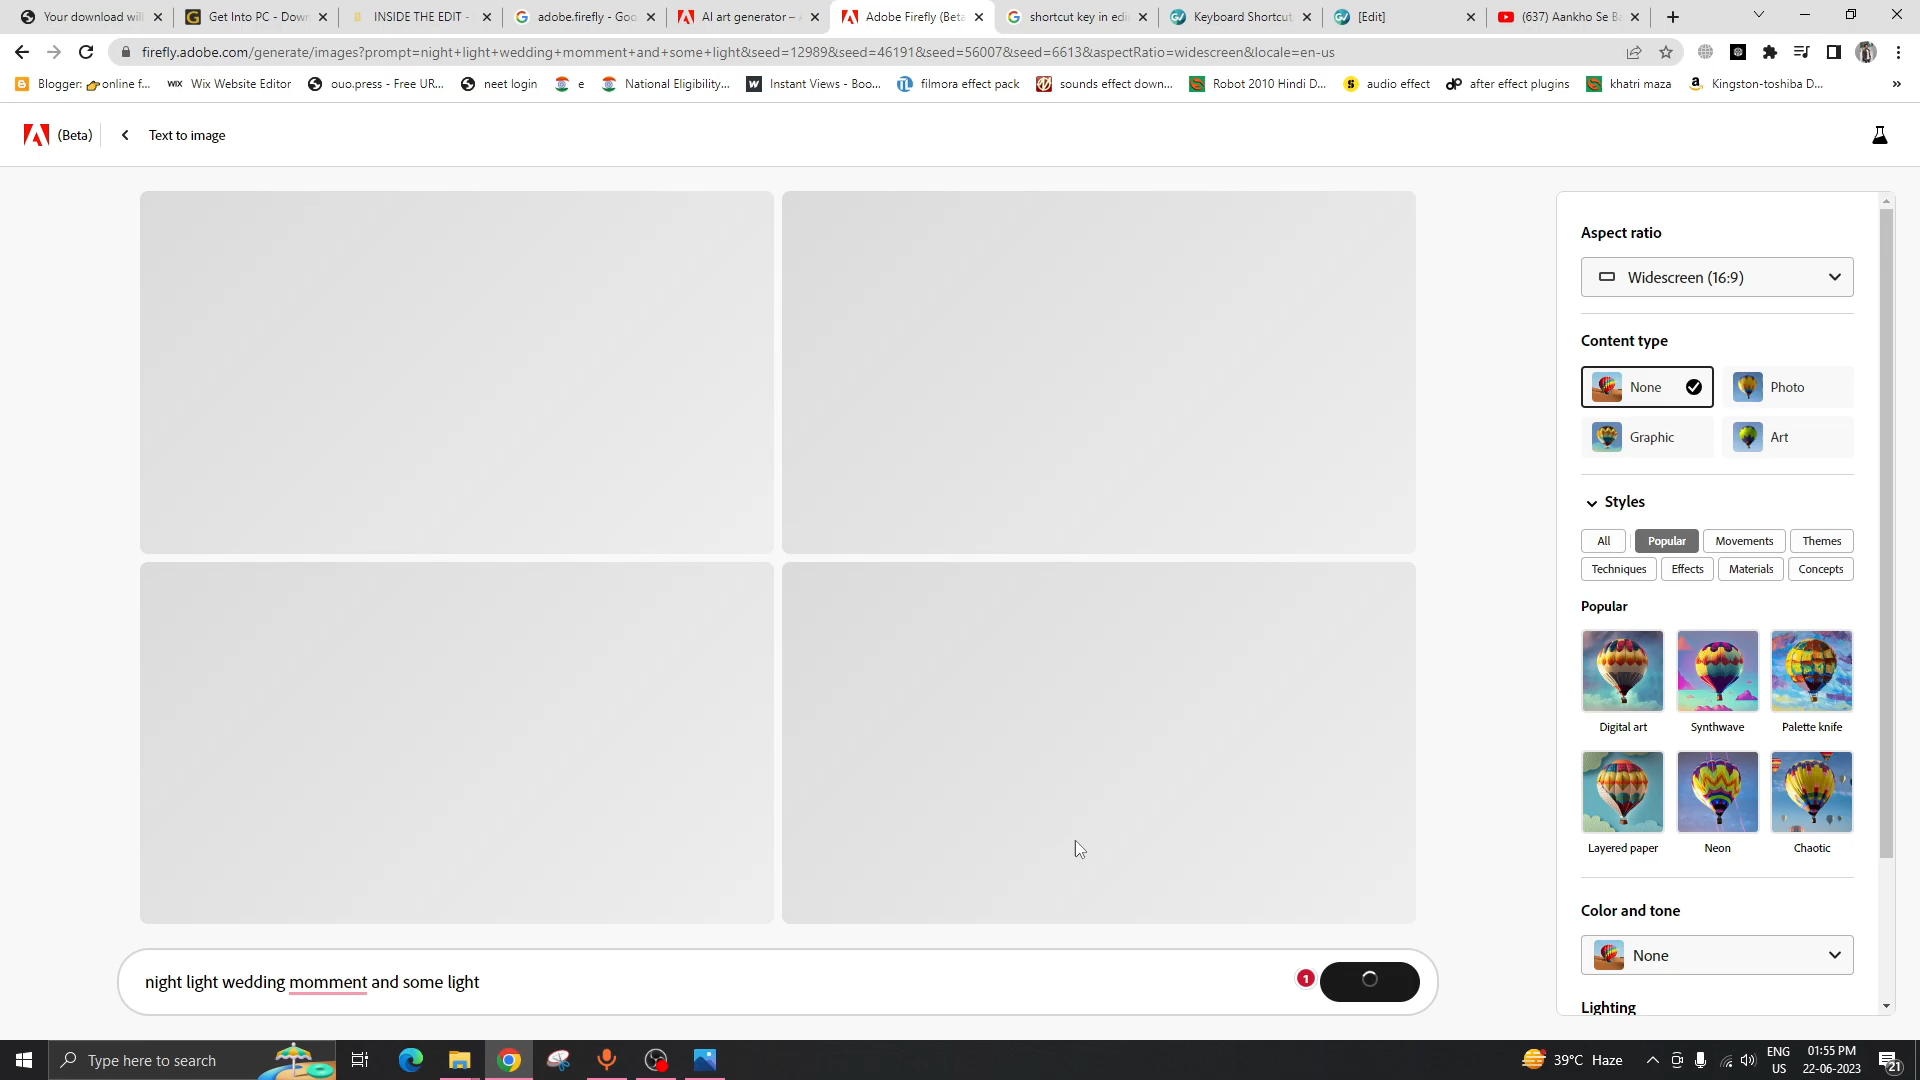 Your download will
Get Into PC - Down
INSIDE THE EDIT -
adobe.firefly - Goo
AI art generator –
Adobe Firefly (Beta
shortcut key in edi
Keyboard Shortcut
[Edit]
(637) Aankho Se Ba
firefly.adobe.com/generate/images?prompt=night+light+wedding+momment+and+some+light&seed=12989&seed=46191&seed=56007&seed=6613&aspectRatio=widescreen&locale=en-us
Blogger: 👉online f...
WIX Wix Website Editor
ouo.press - Free UR...
neet login
e
National Eligibility...
W Instant Views - Boo...
filmora effect pack
sounds effect down...
Robot 2010 Hindi D...
audio effect
after effect plugins
khatri maza
Kingston-toshiba D...
»
(Beta)
Text to image
Aspect ratio
Widescreen (16:9)
Content type
None
Photo
Graphic
Art
Styles
All
Popular
Movements
Themes
Techniques
Effects
Materials
Concepts
Popular
Digital art
Synthwave
Palette knife
Layered paper
Neon
Chaotic
Color and tone
None
Lighting
night light wedding momment and some light
1
Type here to search
39°C Haze
ENG
US
01:55 PM
22-06-2023
21